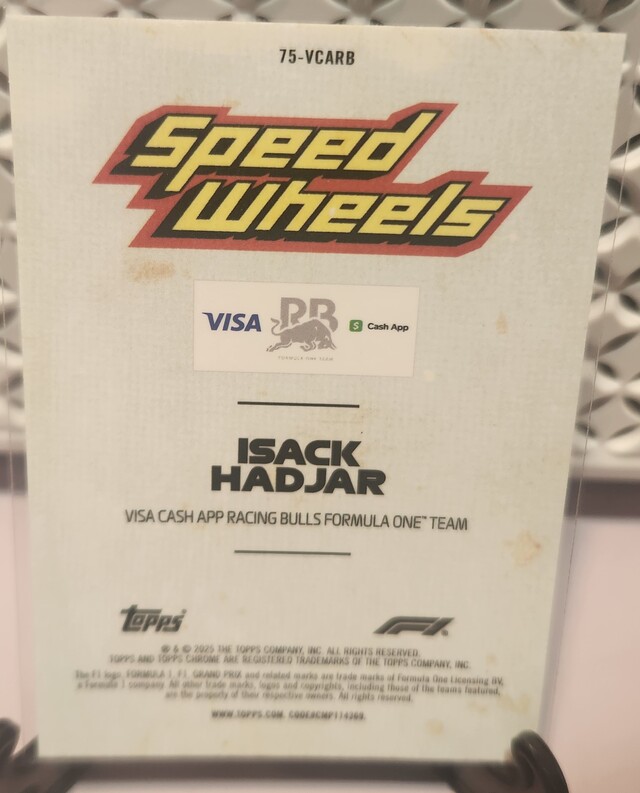 75-VCARB
Speed
Wheels
VISA
RB
FORMULA ONE TEAM
$ Cash App
ISACK
HADJAR
VISA CASH APP RACING BULLS FORMULA ONE™ TEAM
topps®
F1
® & © 2025 THE TOPPS COMPANY, INC. ALL RIGHTS RESERVED.
TOPPS AND TOPPS CHROME ARE REGISTERED TRADEMARKS OF THE TOPPS COMPANY, INC.
The F1 logo, FORMULA 1, F1, GRAND PRIX and related marks are trade marks of Formula One Licensing BV,
a Formula 1 company. All other trade marks, logos and copyrights, including those of the teams featured,
are the property of their respective owners. All rights reserved.
WWW.TOPPS.COM. CODE#CMP114269.